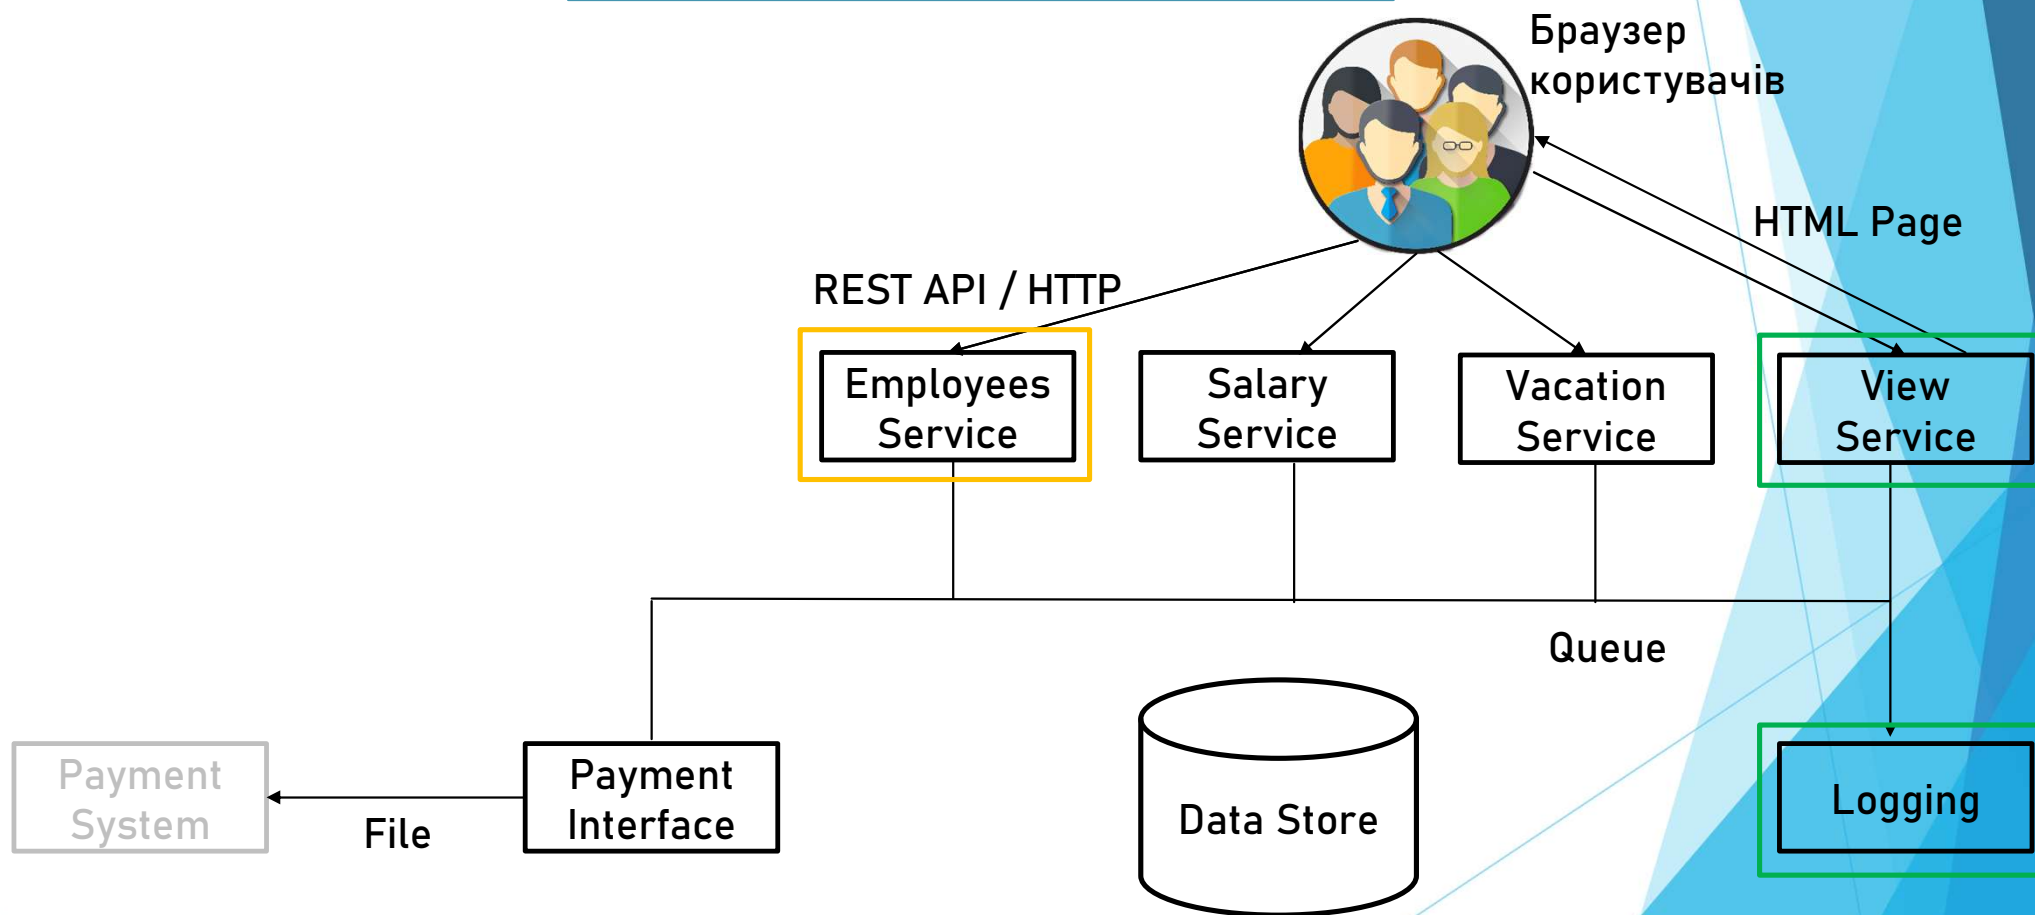 Браузер
користувачів
HTML Page
REST API / HTTP
Employees
Service
Salary
Service
Vacation
Service
View
Service
Queue
Payment
System
File
Payment
Interface
Data Store
Logging